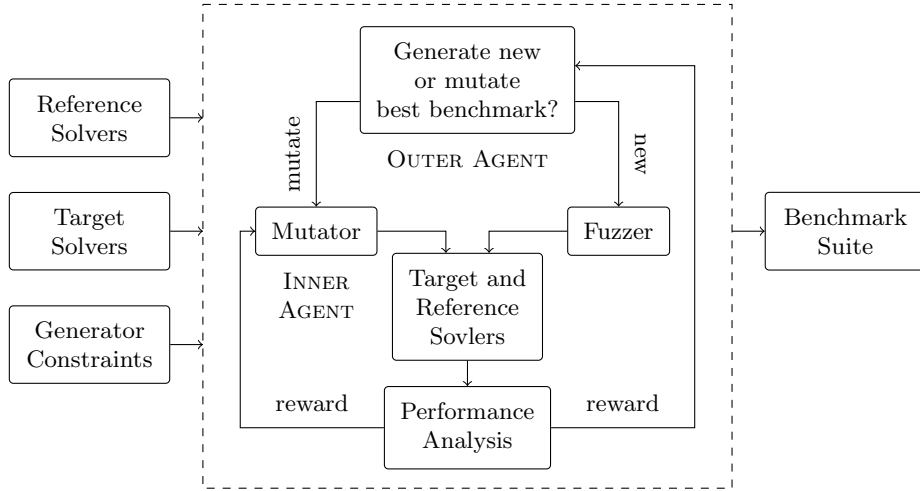 Generate new
or mutate
best benchmark?
Reference
Solvers
mutate
OUTER AGENT
new
Target
Solvers
Mutator
Fuzzer
Benchmark
Suite
INNER
AGENT
Target and
Reference
Sovlers
Generator
Constraints
reward
Performance
Analysis
reward